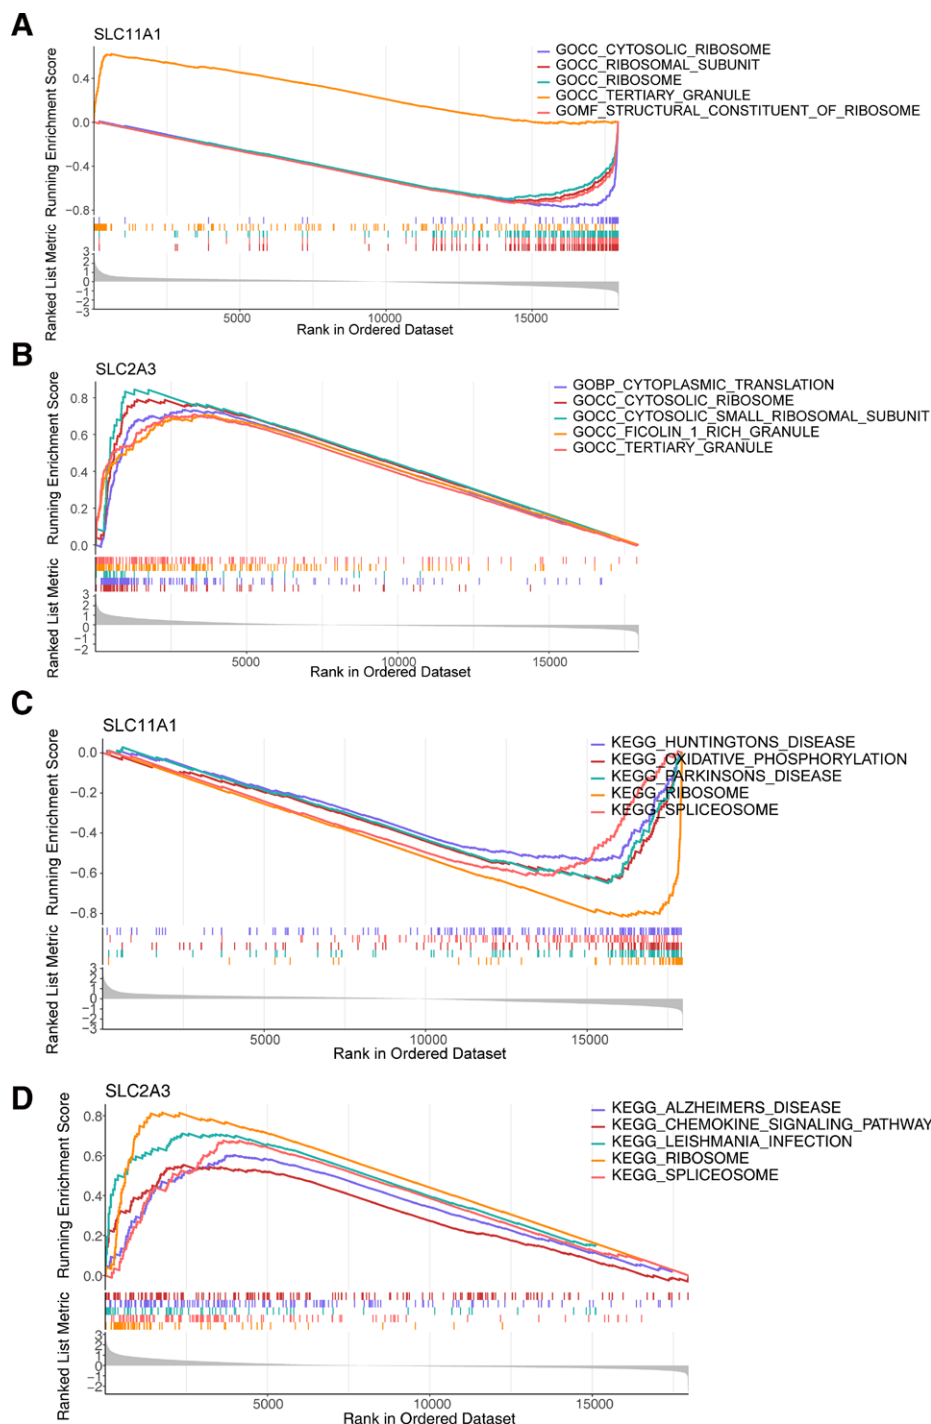 A
SLC11A1
Running Enrichment Score
0.4
0.0
−0.4
−0.8
GOCC_CYTOSOLIC_RIBOSOME
GOCC_RIBOSOMAL_SUBUNIT
GOCC_RIBOSOME
GOCC_TERTIARY_GRANULE
GOMF_STRUCTURAL_CONSTITUENT_OF_RIBOSOME
Ranked List Metric
3
2
1
0
−1
−2
−3
5000
10000
15000
Rank in Ordered Dataset
B
SLC2A3
Running Enrichment Score
0.8
0.6
0.4
0.2
0.0
GOBP_CYTOPLASMIC_TRANSLATION
GOCC_CYTOSOLIC_RIBOSOME
GOCC_CYTOSOLIC_SMALL_RIBOSOMAL_SUBUNIT
GOCC_FICOLIN_1_RICH_GRANULE
GOCC_TERTIARY_GRANULE
Ranked List Metric
3
2
1
0
−1
−2
5000
10000
15000
Rank in Ordered Dataset
C
SLC11A1
Running Enrichment Score
0.0
−0.2
−0.4
−0.6
−0.8
KEGG_HUNTINGTONS_DISEASE
KEGG_OXIDATIVE_PHOSPHORYLATION
KEGG_PARKINSONS_DISEASE
KEGG_RIBOSOME
KEGG_SPLICEOSOME
Ranked List Metric
3
2
1
0
−1
−2
−3
5000
10000
15000
Rank in Ordered Dataset
D
SLC2A3
Running Enrichment Score
0.8
0.6
0.4
0.2
0.0
KEGG_ALZHEIMERS_DISEASE
KEGG_CHEMOKINE_SIGNALING_PATHWAY
KEGG_LEISHMANIA_INFECTION
KEGG_RIBOSOME
KEGG_SPLICEOSOME
Ranked List Metric
3
2
1
0
−1
−2
5000
10000
15000
Rank in Ordered Dataset